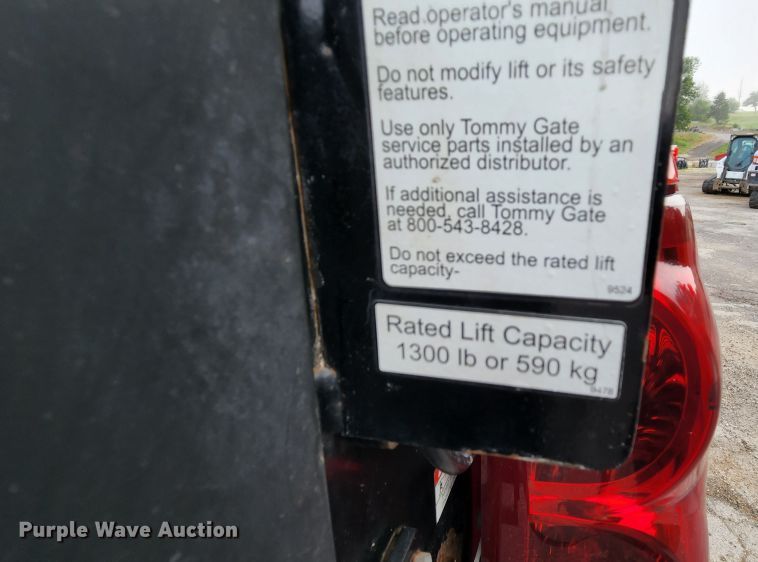 Read operator's manual
before operating equipment.
Do not modify lift or its safety
features.
Use only Tommy Gate
service parts installed by an
authorized distributor.
If additional assistance is
needed, call Tommy Gate
at 800-543-8428.
Do not exceed the rated lift
capacity-
9524
Rated Lift Capacity
1300 lb or 590 kg
9478
Purple Wave Auction